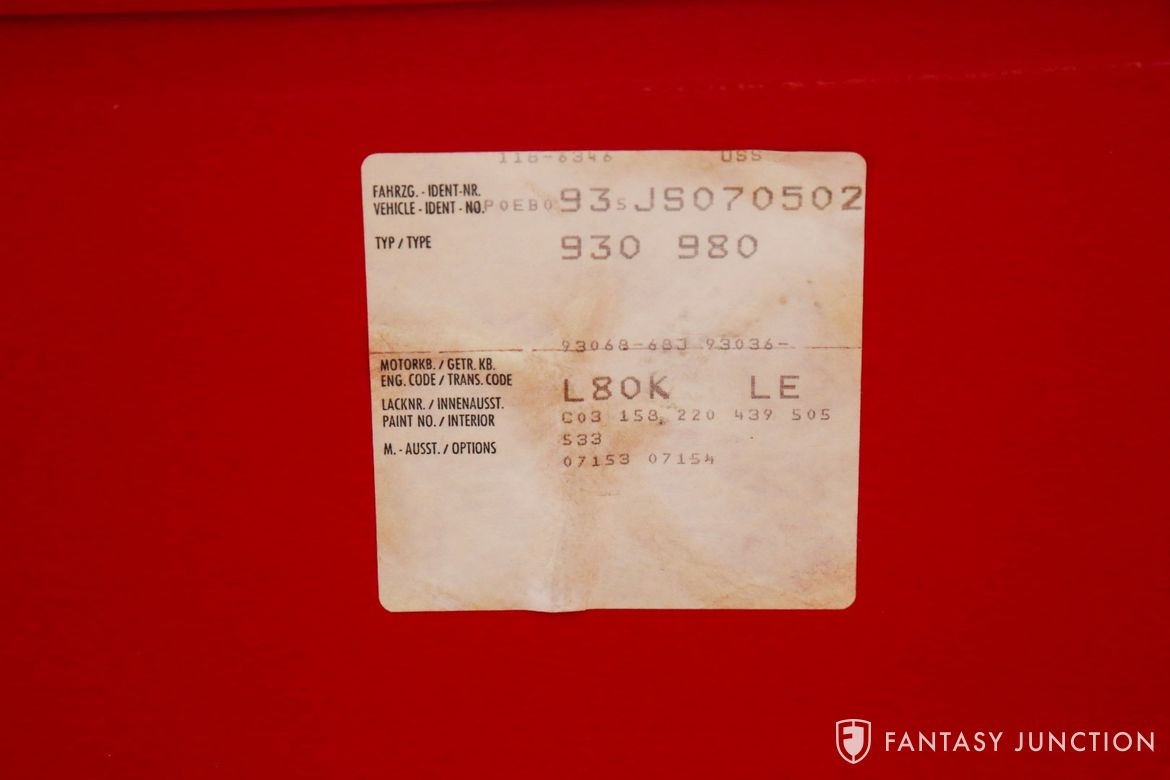 118-6346 USS
FAHRZG. - IDENT-NR.
VEHICLE - IDENT - NO. P0EB0 93 S JS070502
TYP / TYPE 930 980
93068-68J 93036-
MOTORKB. / GETR. KB.
ENG. CODE / TRANS. CODE L80K LE
LACKNR. / INNENAUSST.
PAINT NO. / INTERIOR C03 158 220 439 505
533
M. - AUSST. / OPTIONS 07153 07154
FANTASY JUNCTION